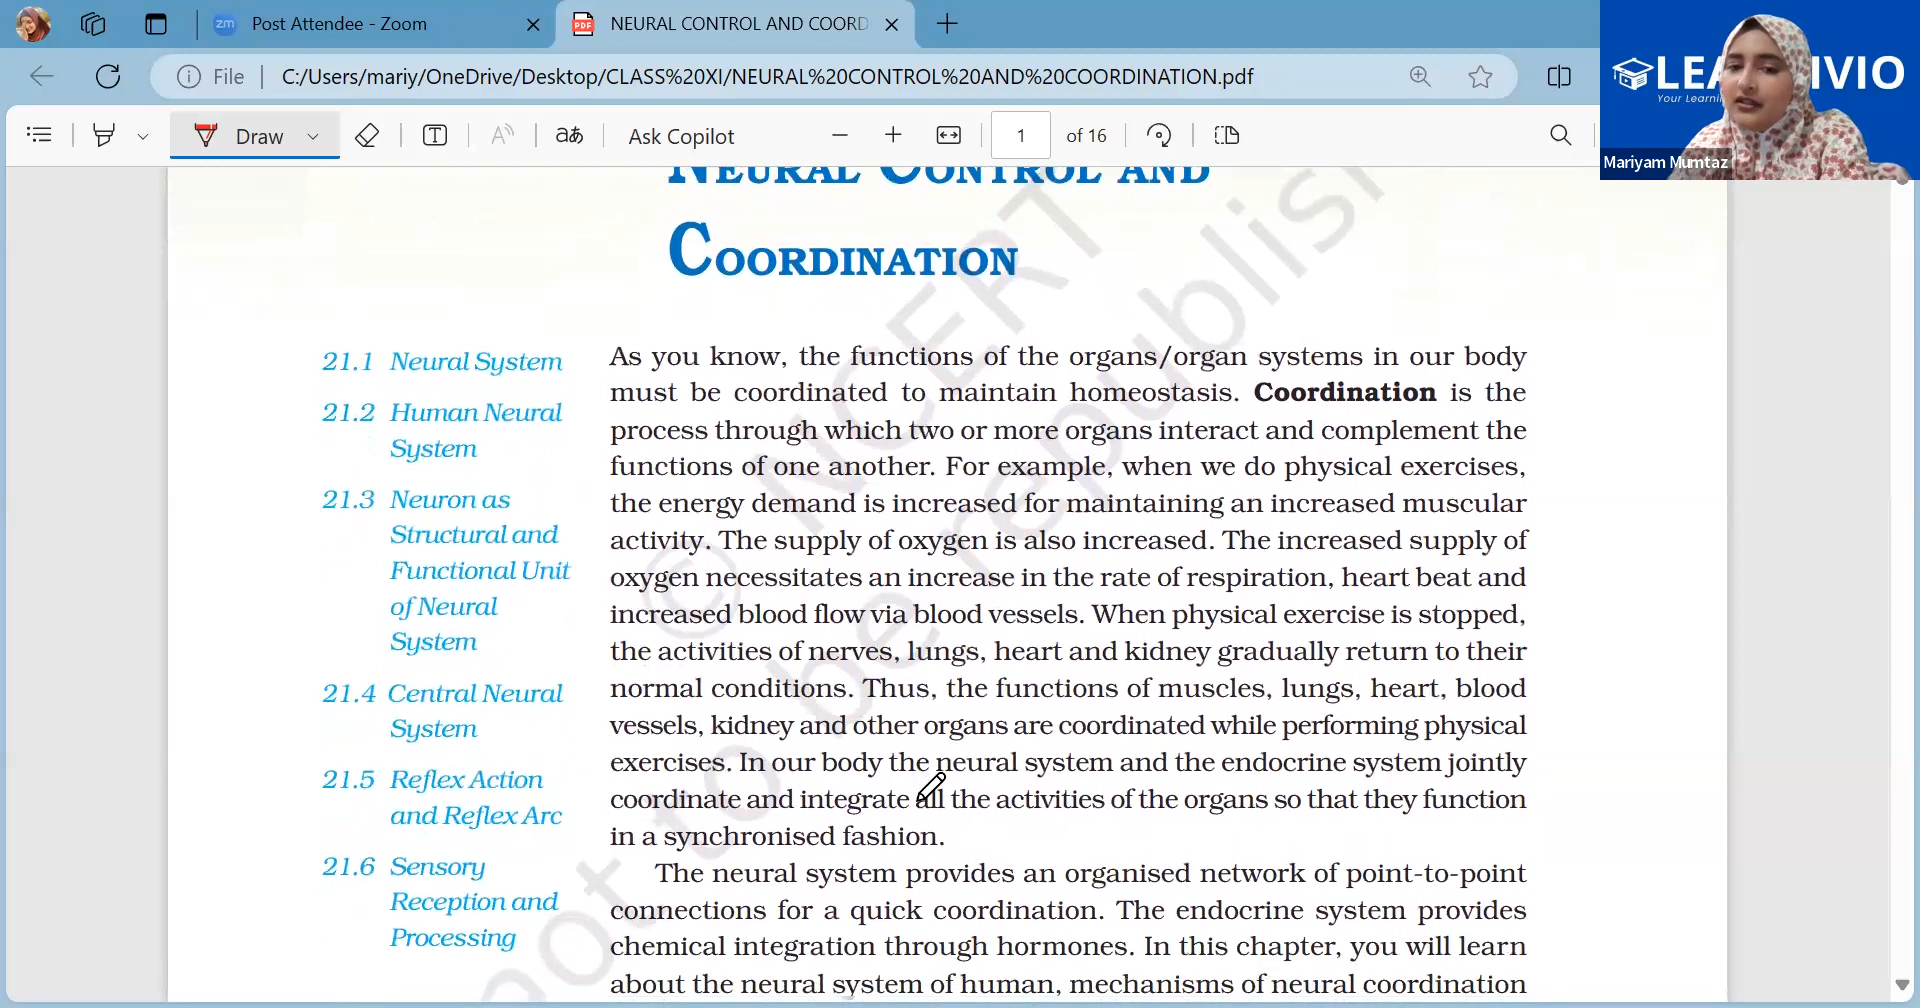 Post Attendee - Zoom
NEURAL CONTROL AND COORD
File
C:/Users/mariy/OneDrive/Desktop/CLASS%20XI/NEURAL%20CONTROL%20AND%20COORDINATION.pdf
Draw
Ask Copilot
1
of 16
Your Learni
Mariyam Mumtaz
NEURAL CONTROL AND
COORDINATION
21.1 Neural System
21.2 Human Neural
System
21.3 Neuron as
Structural and
Functional Unit
of Neural
System
21.4 Central Neural
System
21.5 Reflex Action
and Reflex Arc
21.6 Sensory
Reception and
Processing
As you know, the functions of the organs/organ systems in our body
must be coordinated to maintain homeostasis. Coordination is the
process through which two or more organs interact and complement the
functions of one another. For example, when we do physical exercises,
the energy demand is increased for maintaining an increased muscular
activity. The supply of oxygen is also increased. The increased supply of
oxygen necessitates an increase in the rate of respiration, heart beat and
increased blood flow via blood vessels. When physical exercise is stopped,
the activities of nerves, lungs, heart and kidney gradually return to their
normal conditions. Thus, the functions of muscles, lungs, heart, blood
vessels, kidney and other organs are coordinated while performing physical
exercises. In our body the neural system and the endocrine system jointly
coordinate and integrate all the activities of the organs so that they function
in a synchronised fashion.
The neural system provides an organised network of point-to-point
connections for a quick coordination. The endocrine system provides
chemical integration through hormones. In this chapter, you will learn
about the neural system of human, mechanisms of neural coordination
© NCERT
not to be republis